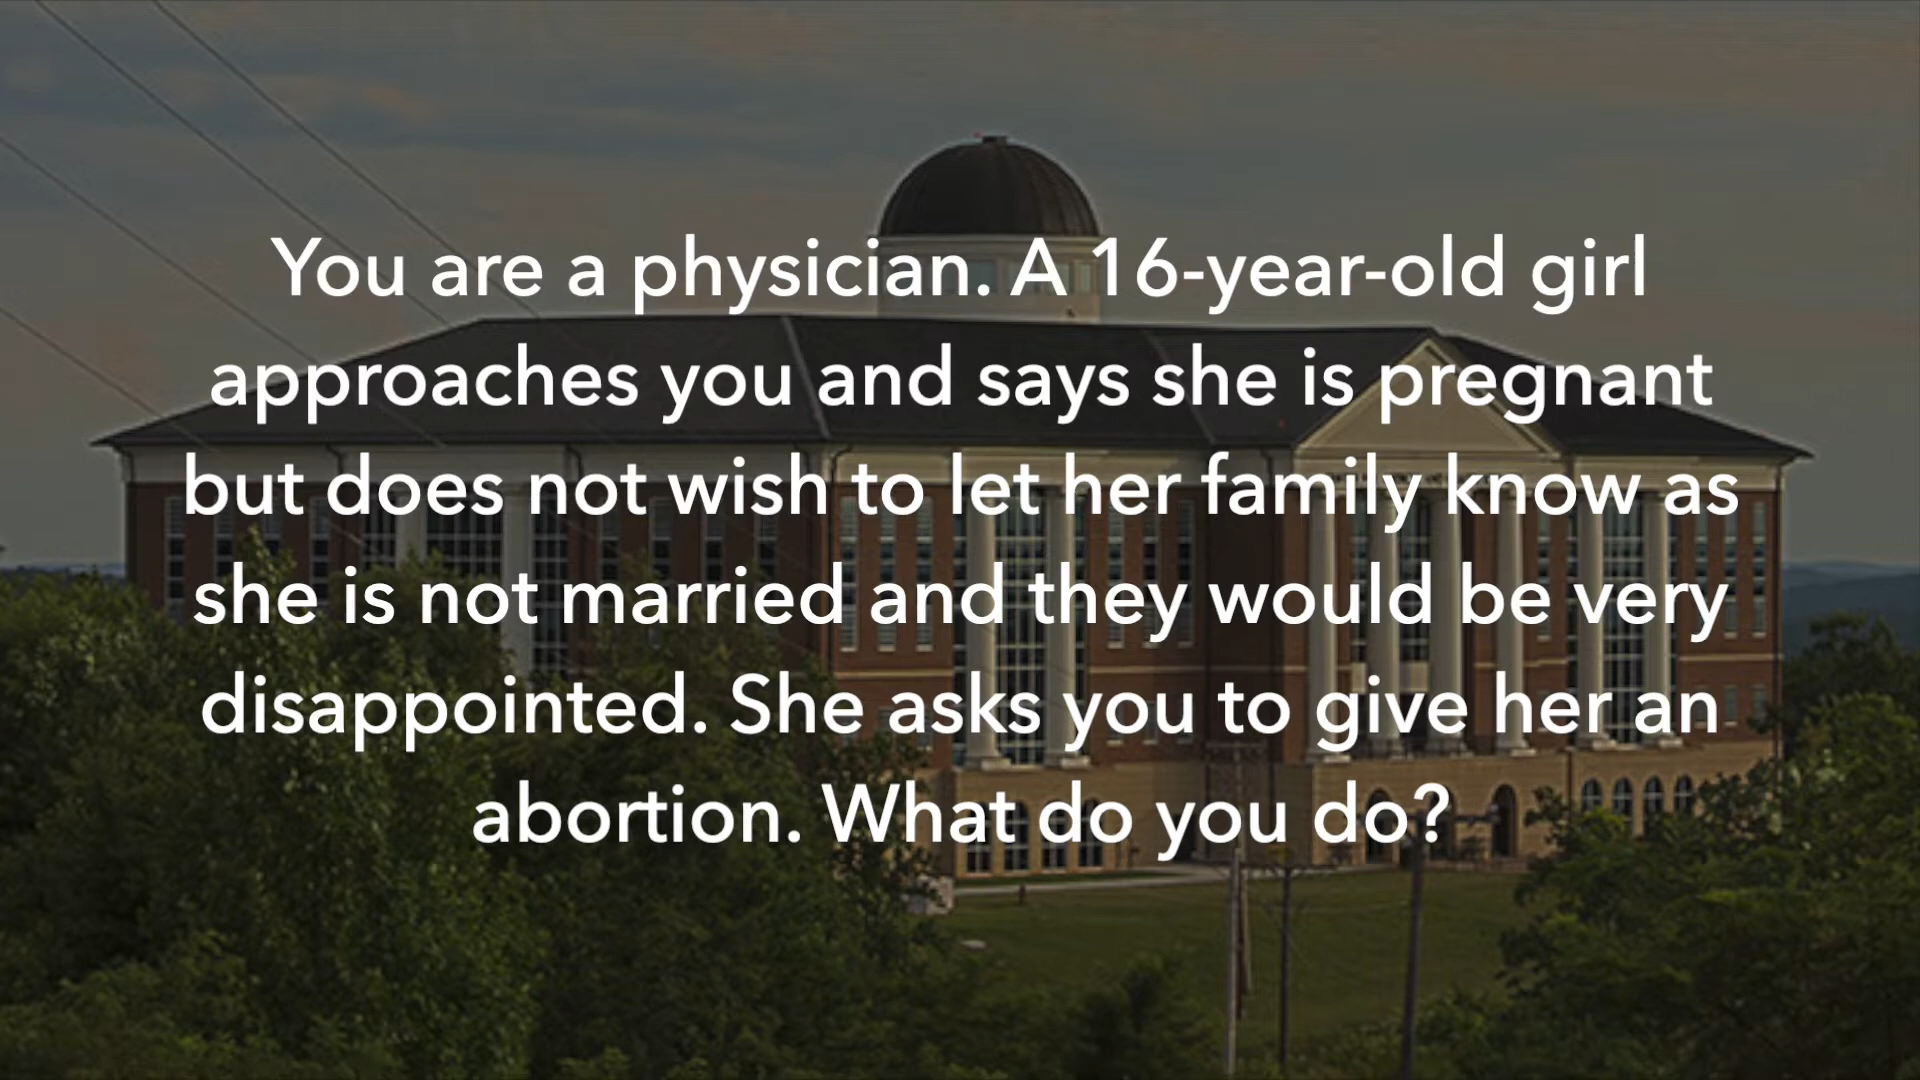 You are a physician. A 16-year-old girl
approaches you and says she is pregnant
but does not wish to let her family know as
she is not married and they would be very
disappointed. She asks you to give her an
abortion. What do you do?